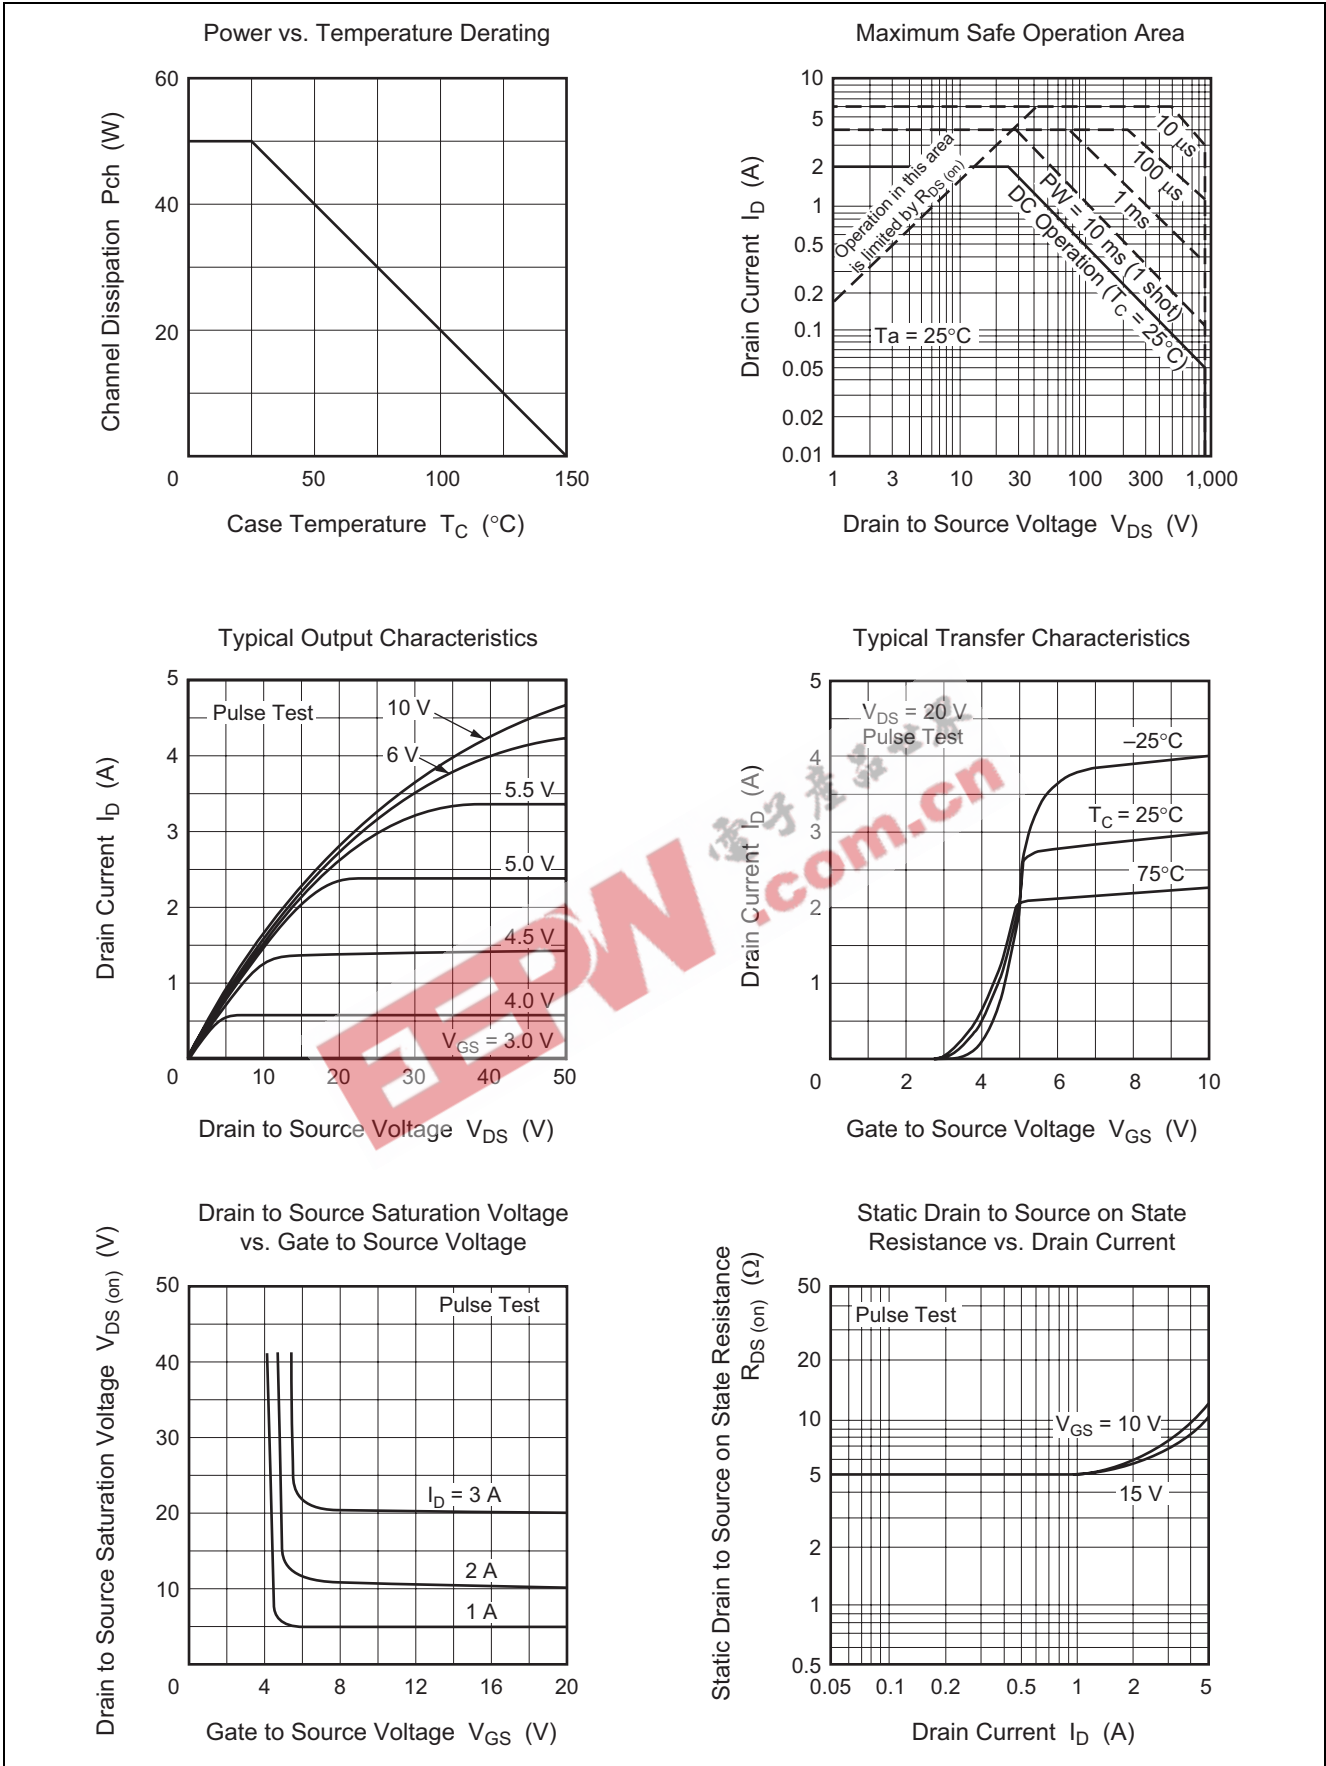 Power vs. Temperature Derating
Channel Dissipation Pch (W)
60
40
20
0
50
100
150
Case Temperature TC (°C)
Maximum Safe Operation Area
Drain Current ID (A)
10
5
2
1
0.5
0.2
0.1
0.05
0.02
0.01
Operation in this area
is limited by RDS (on)
10 μs
100 μs
1 ms
PW = 10 ms (1 shot)
DC Operation (TC = 25°C)
Ta = 25°C
1
3
10
30
100
300
1,000
Drain to Source Voltage VDS (V)
Typical Output Characteristics
Drain Current ID (A)
5
4
3
2
1
0
Pulse Test
10 V
6 V
5.5 V
5.0 V
4.5 V
4.0 V
VGS = 3.0 V
10
20
30
40
50
Drain to Source Voltage VDS (V)
Typical Transfer Characteristics
Drain Current ID (A)
5
4
3
2
1
0
VDS = 20 V
Pulse Test
–25°C
TC = 25°C
75°C
2
4
6
8
10
Gate to Source Voltage VGS (V)
EEPW
電子產品世界
.com.cn
Drain to Source Saturation Voltage
vs. Gate to Source Voltage
Drain to Source Saturation Voltage VDS (on) (V)
50
40
30
20
10
0
Pulse Test
ID = 3 A
2 A
1 A
4
8
12
16
20
Gate to Source Voltage VGS (V)
Static Drain to Source on State
Resistance vs. Drain Current
Static Drain to Source on State Resistance
RDS (on) (Ω)
50
20
10
5
2
1
0.5
Pulse Test
VGS = 10 V
15 V
0.05
0.1
0.2
0.5
1
2
5
Drain Current ID (A)